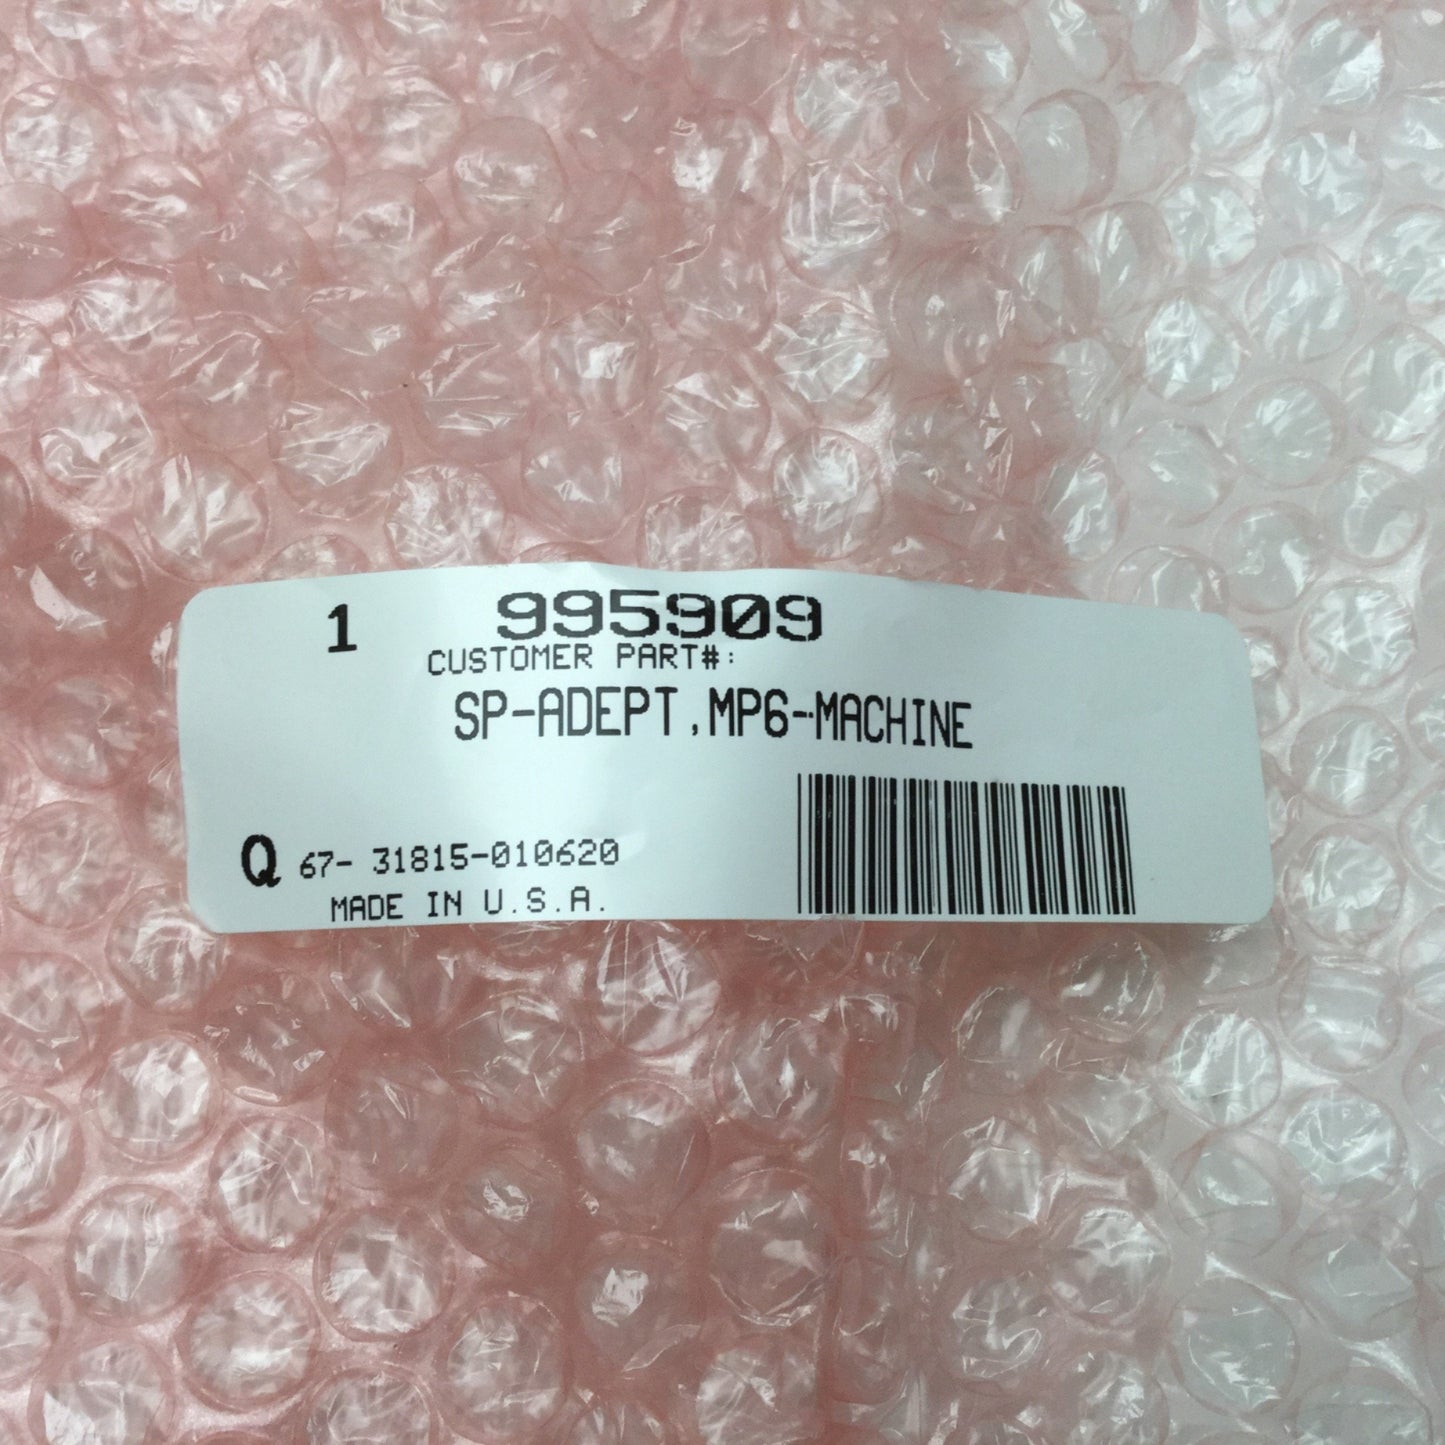 1 995909
CUSTOMER PART#:
SP-ADEPT,MP6-MACHINE
Q 67- 31815-010620
MADE IN U.S.A.